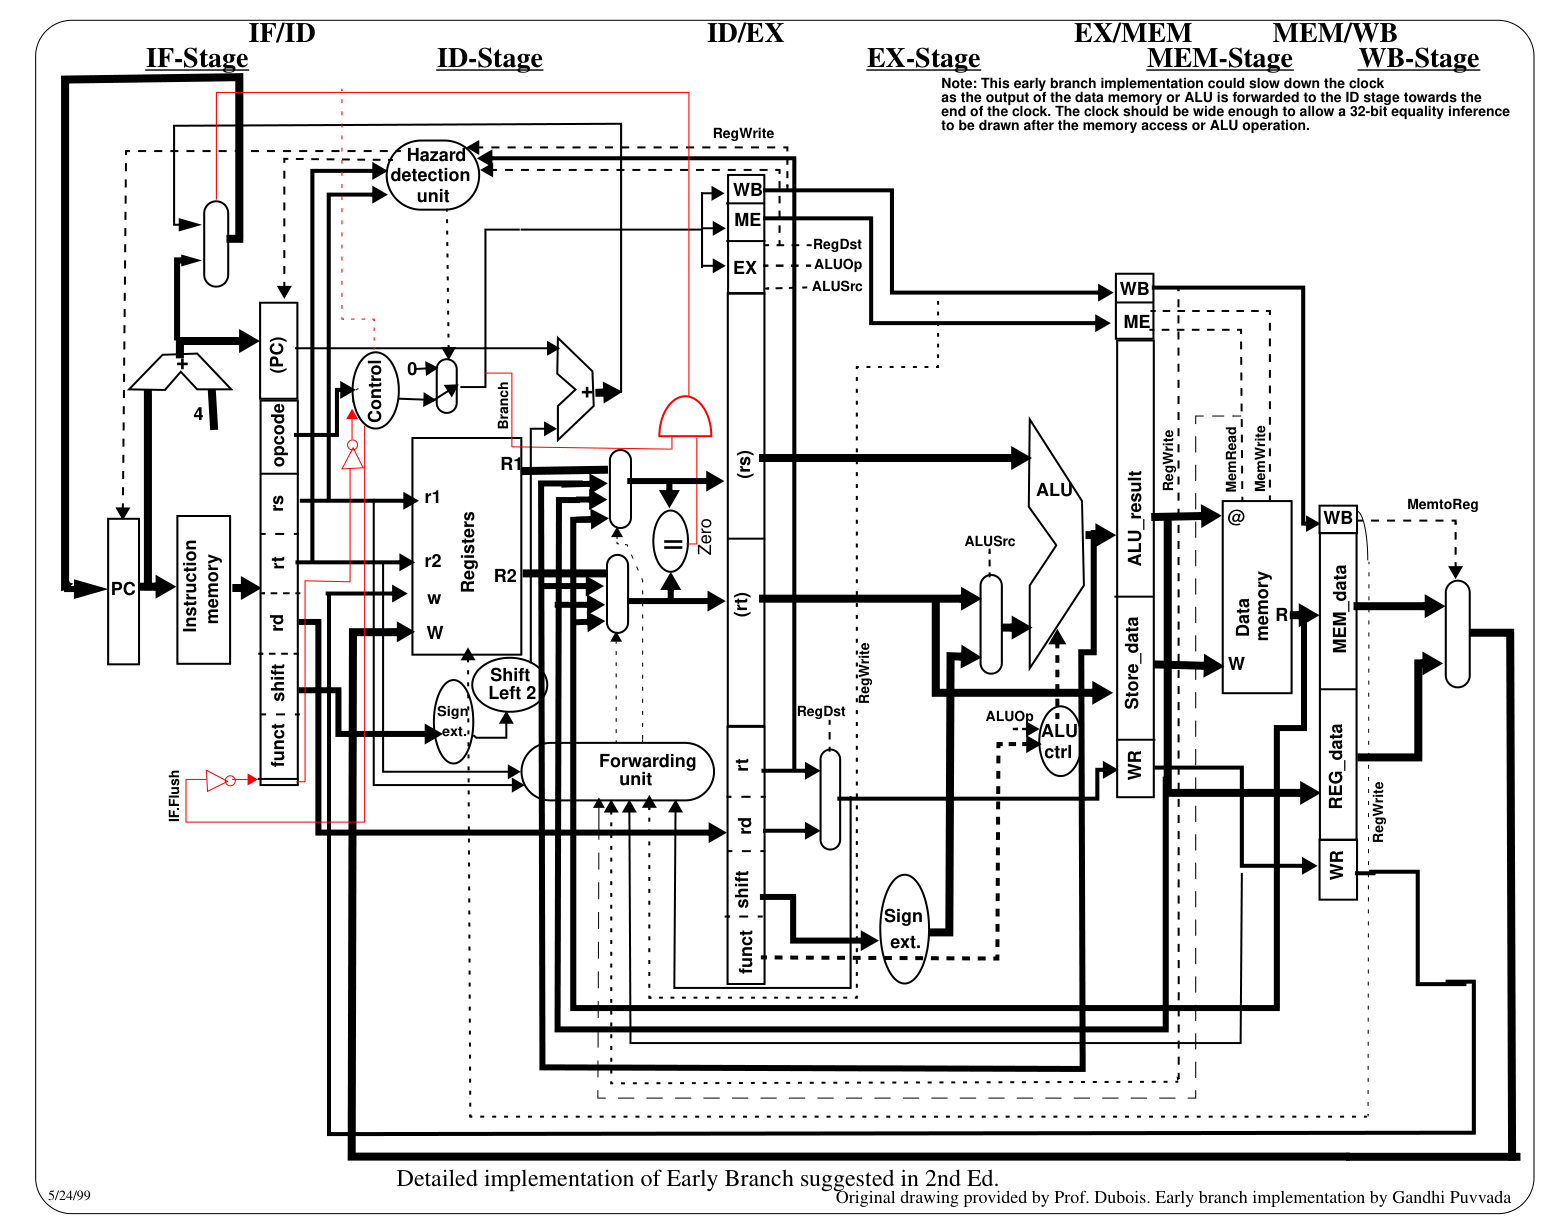 IF/ID
ID/EX
EX/MEM
MEM/WB
IF-Stage
ID-Stage
EX-Stage
MEM-Stage
WB-Stage
Note: This early branch implementation could slow down the clock
as the output of the data memory or ALU is forwarded to the ID stage towards the
end of the clock. The clock should be wide enough to allow a 32-bit equality inference
to be drawn after the memory access or ALU operation.
RegWrite
Hazard
detection
unit
WB
ME
EX
RegDst
ALUOp
ALUSrc
WB
ME
(PC)
+
4
Control
0
Branch
+
opcode
rs
rt
rd
shift
funct
IF.Flush
PC
Instruction
memory
r1
r2
w
W
Registers
R1
R2
=
Zero
Shift
Left 2
Sign
ext.
Forwarding
unit
(rs)
(rt)
rt
rd
shift
funct
RegDst
RegWrite
Sign
ext.
ALUSrc
ALU
ALUOp
ALU
ctrl
ALU_result
Store_data
WR
RegWrite
MemRead
MemWrite
@
Data
memory
R
W
WB
MEM_data
REG_data
WR
MemtoReg
RegWrite
Detailed implementation of Early Branch suggested in 2nd Ed.
5/24/99
Original drawing provided by Prof. Dubois. Early branch implementation by Gandhi Puvvada